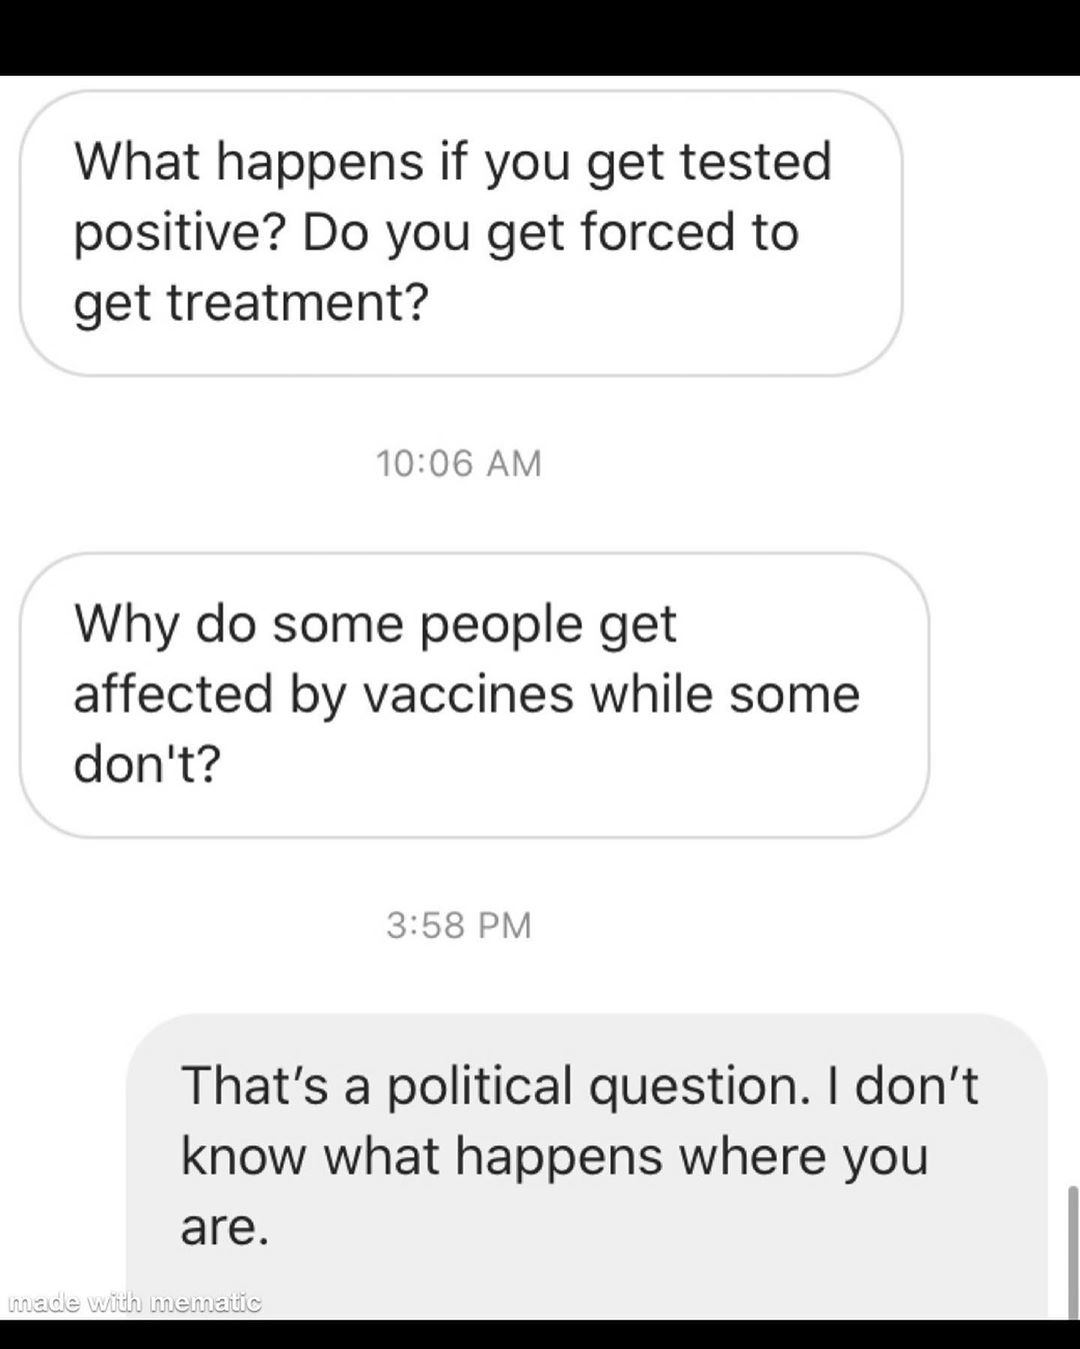 What happens if you get tested
positive? Do you get forced to
get treatment?
10:06 AM
Why do some people get
affected by vaccines while some
don't?
3:58 PM
That’s a political question. I don’t
know what happens where you
are.
made with mematic